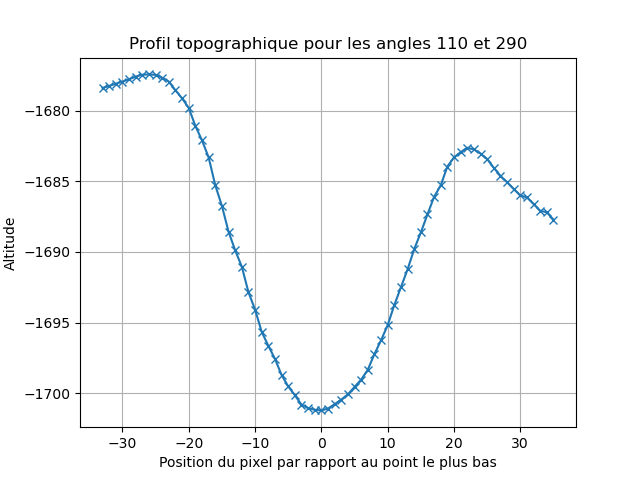 Profil topographique pour les angles 110 et 290
Altitude
−1680
−1685
−1690
−1695
−1700
−30 −20 −10 0 10 20 30
Position du pixel par rapport au point le plus bas